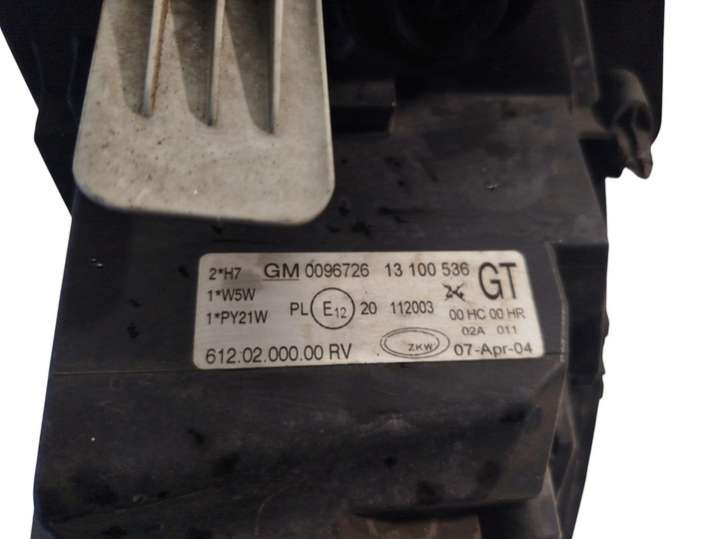 2*H7 GM 0096726 13 100 536 GT
1*W5W PL E12 20 112003 00 HC 00 HR
1*PY21W 02A 011
612.02.000.00 RV ZKW 07-Apr-04